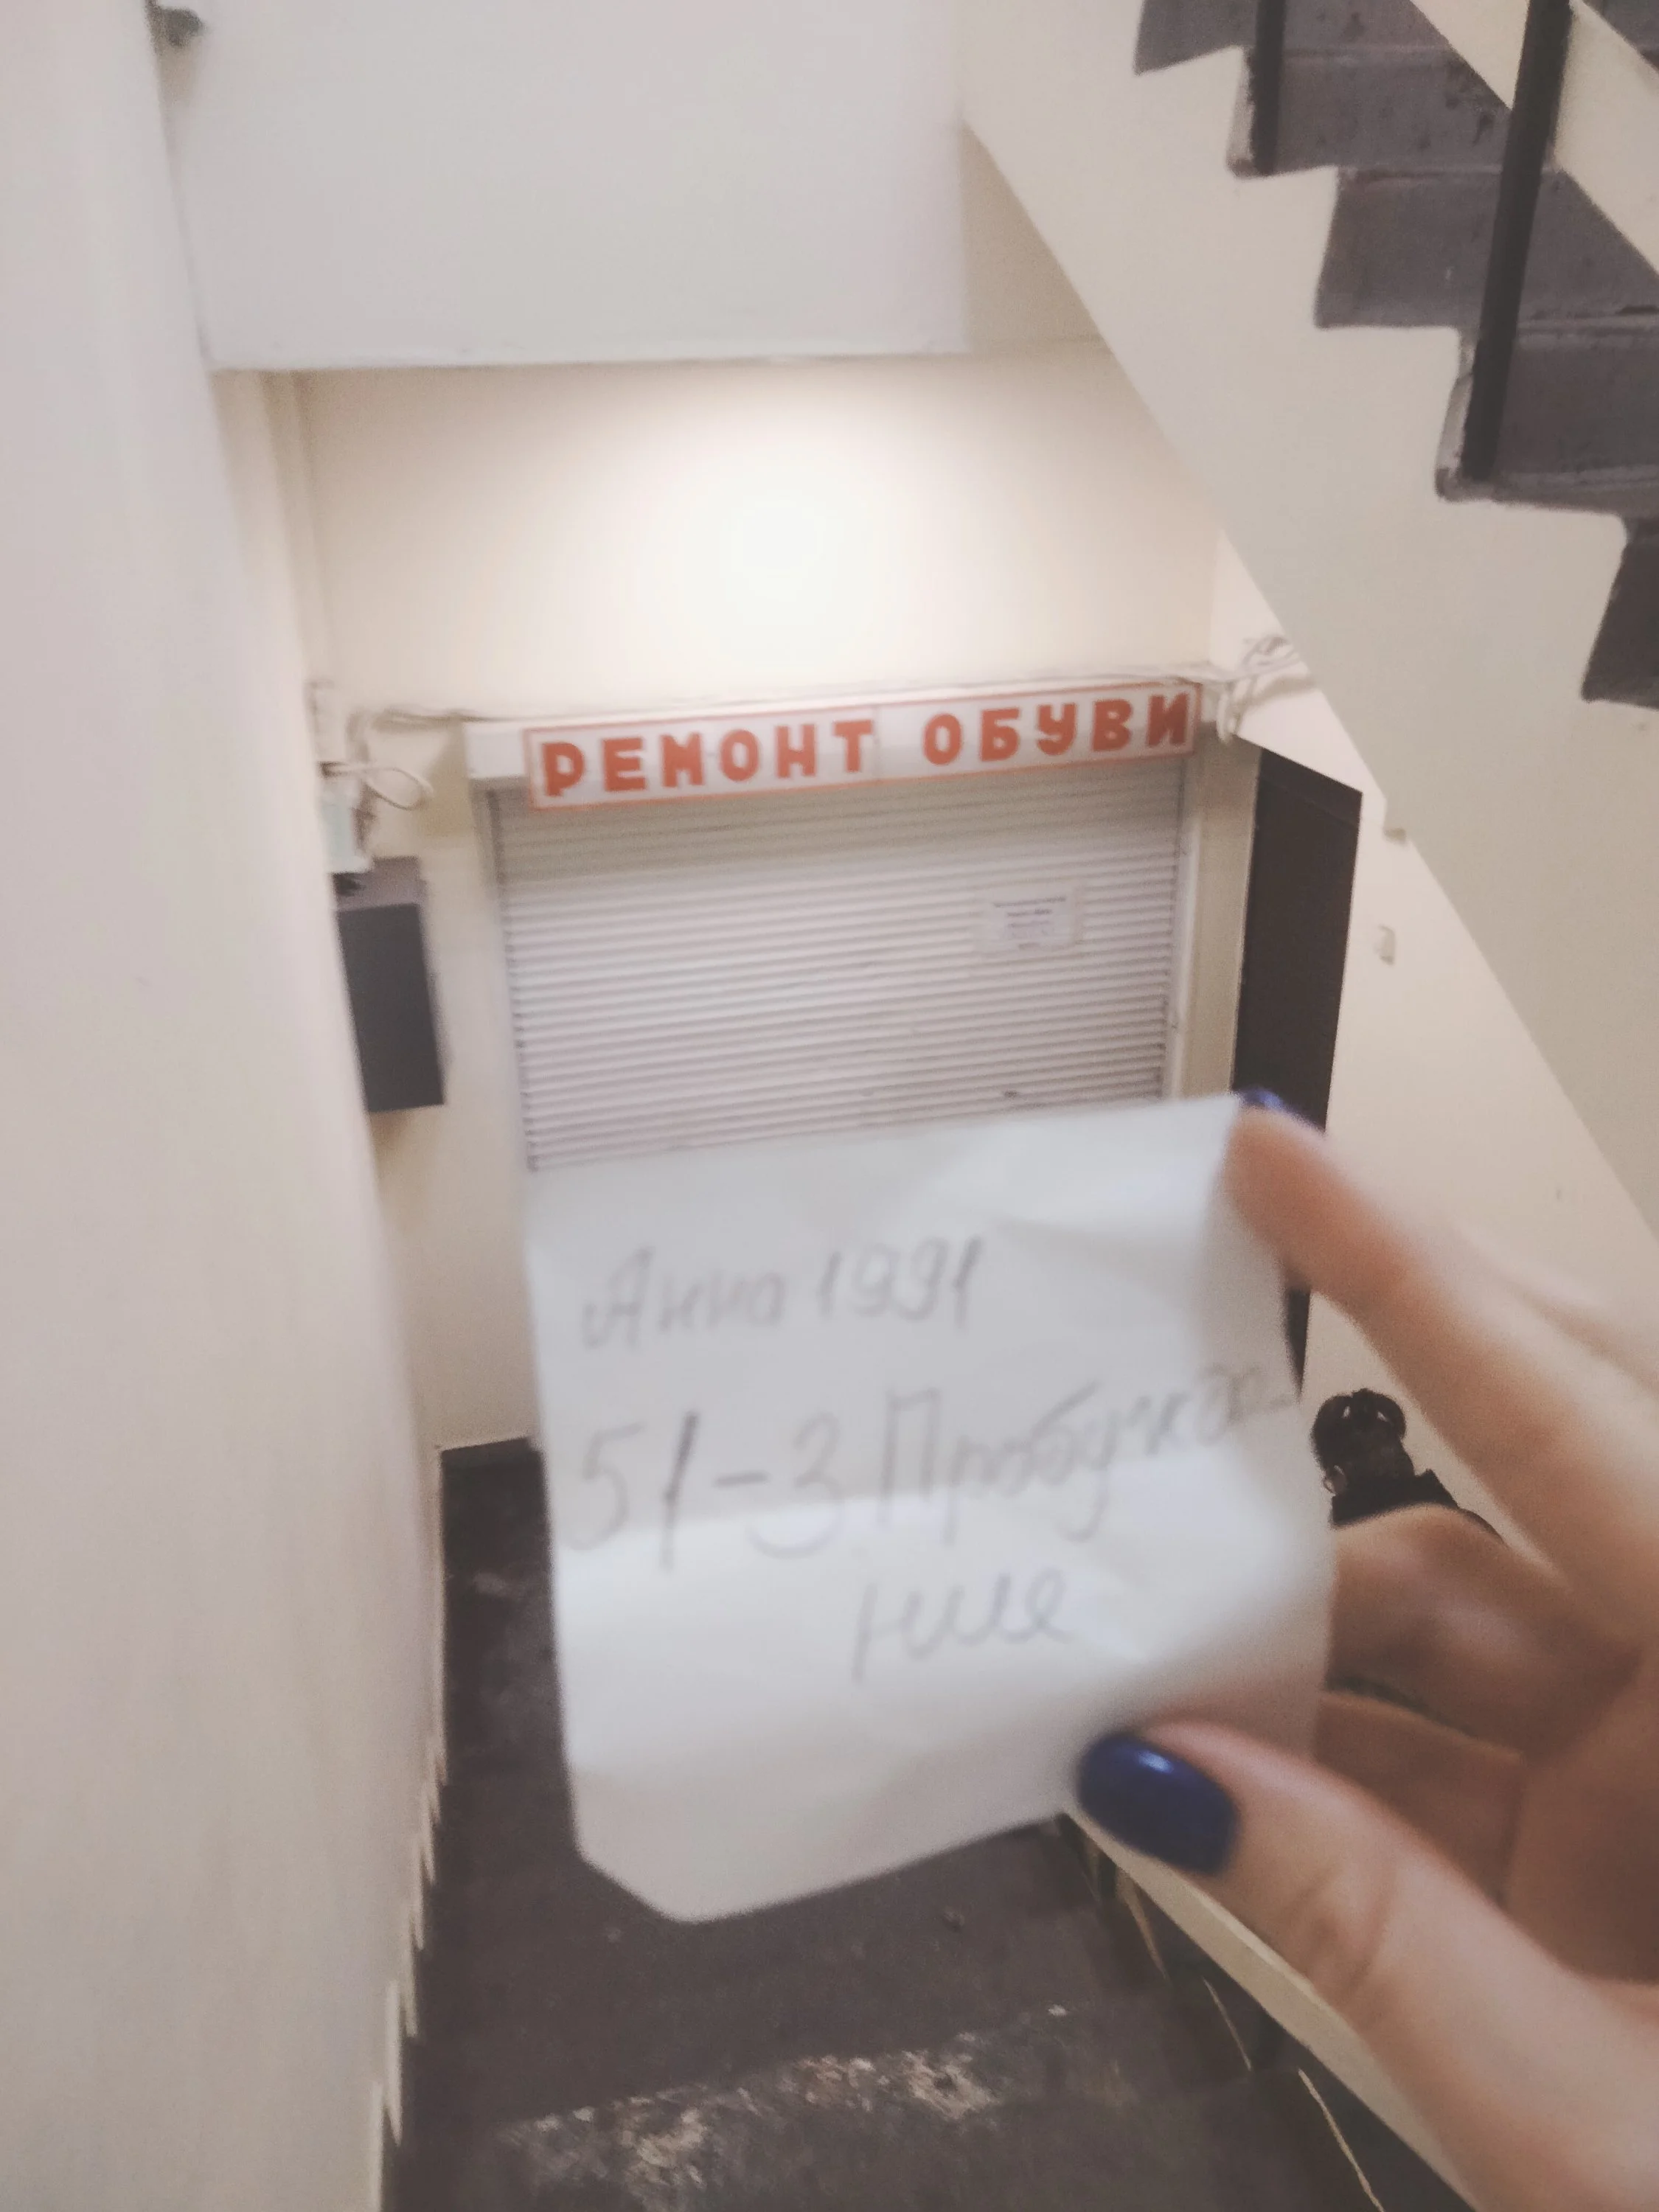 РЕМОНТ ОБУВИ
Анна 1991
51-3 Пробужде-
ние